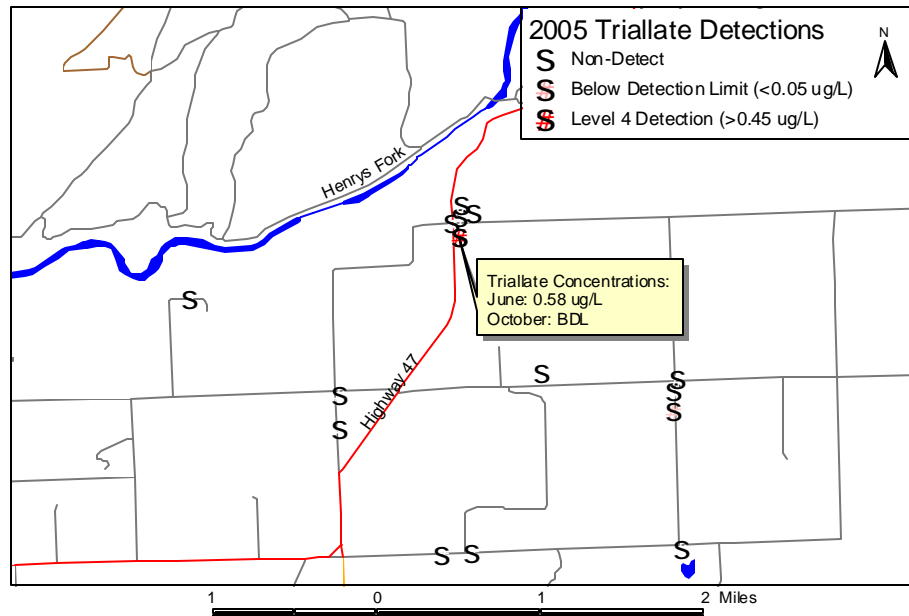 2005 Triallate Detections
N
S Non-Detect
S Below Detection Limit (<0.05 ug/L)
S Level 4 Detection (>0.45 ug/L)
Henrys Fork
S
S
S
S
S
Triallate Concentrations:
June: 0.58 ug/L
October: BDL
S
Highway 47
S
S
S
S
S
S
S
S
S
1 0 1 2 Miles